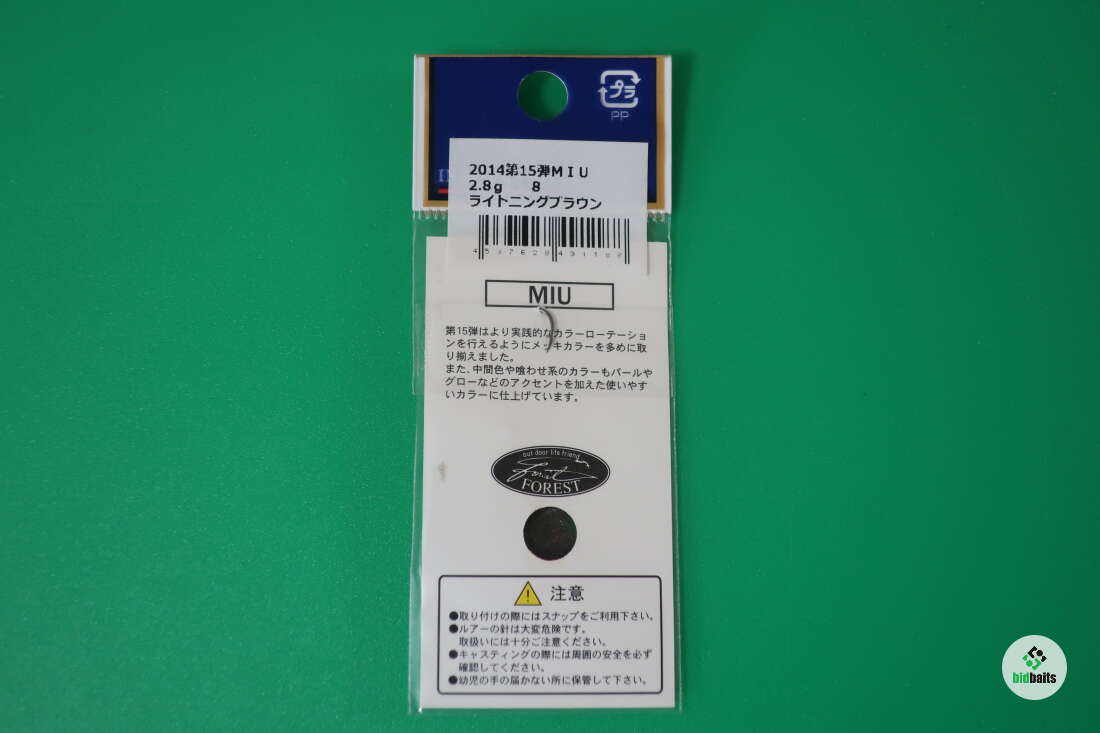 プラ
PP
2014第15弾ＭＩＵ
2.8ｇ 8
ライトニングブラウン
MIU
第15弾はより実践的なカラーローテーショ
ンを行えるようにメッキカラーを多めに取
り揃えました。
また、中間色や喰わせ系のカラーもパールや
グローなどのアクセントを加えた使いやす
いカラーに仕上げています。
out door life friend
FOREST
注意
●取り付けの際にはスナップをご利用下さい。
●ルアーの針は大変危険です。
取扱いには十分ご注意ください。
●キャスティングの際には周囲の安全を必ず
確認してください。
●幼児の手の届かない所に保管して下さい。
bidbaits